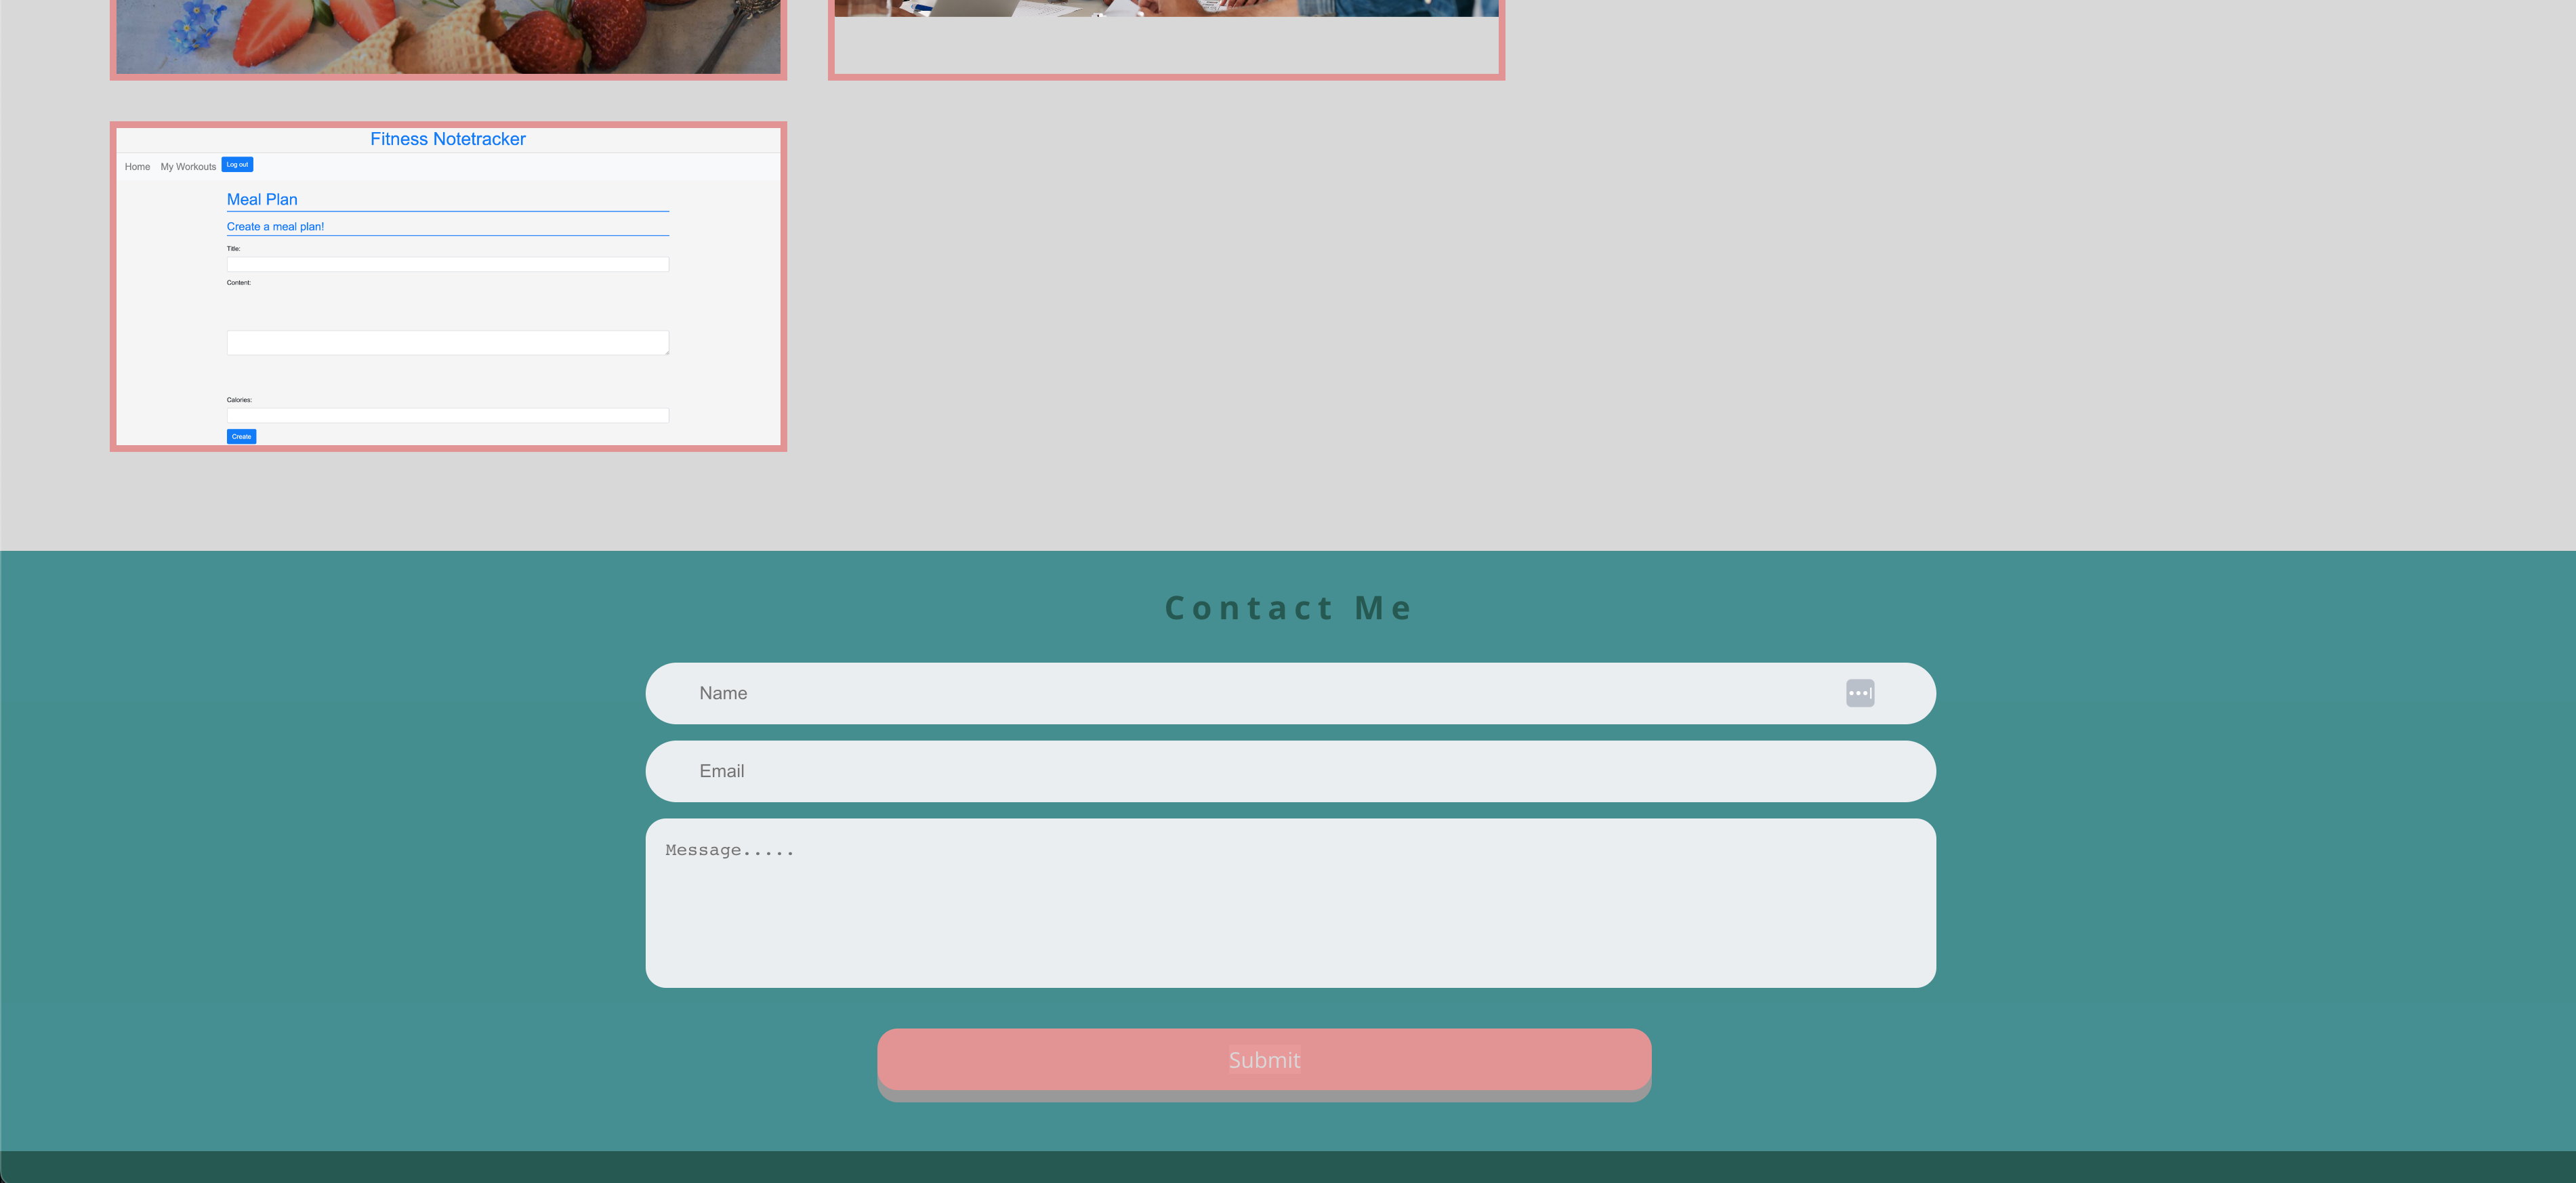 Fitness Notetracker
Home My Workouts Log out
Meal Plan
Create a meal plan!
Title:
Content:
Calories:
Create
Contact Me
Name
Email
Message.....
Submit